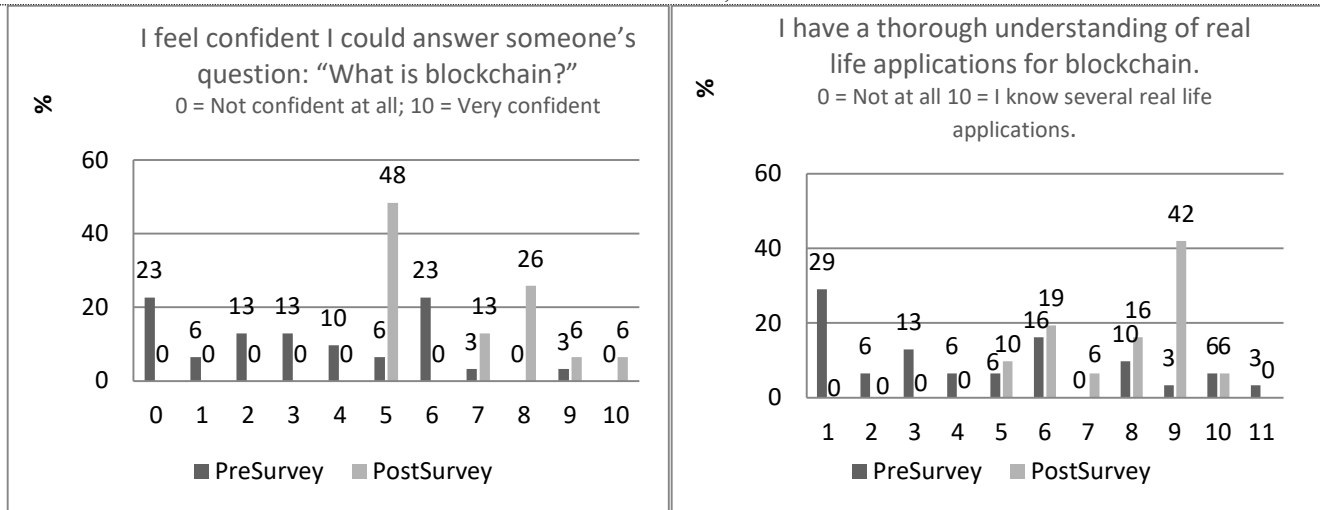 I feel confident I could answer someone's
question: "What is blockchain?"
0 = Not confident at all; 10 = Very confident
%
60
40
20
0
23 0 6 0 13 0 13 0 10 0 6 48 23 0 3 13 0 26 3 6 0 6
0 1 2 3 4 5 6 7 8 9 10
PreSurvey PostSurvey
I have a thorough understanding of real
life applications for blockchain.
0 = Not at all 10 = I know several real life
applications.
%
60
40
20
0
29 0 6 0 13 0 6 0 6 10 16 19 0 6 10 16 3 42 6 6 3 0
1 2 3 4 5 6 7 8 9 10 11
PreSurvey PostSurvey